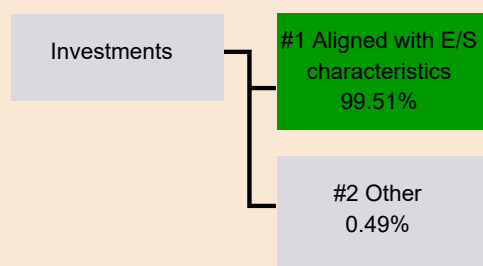 Investments
#1 Aligned with E/S
characteristics
99.51%
#2 Other
0.49%